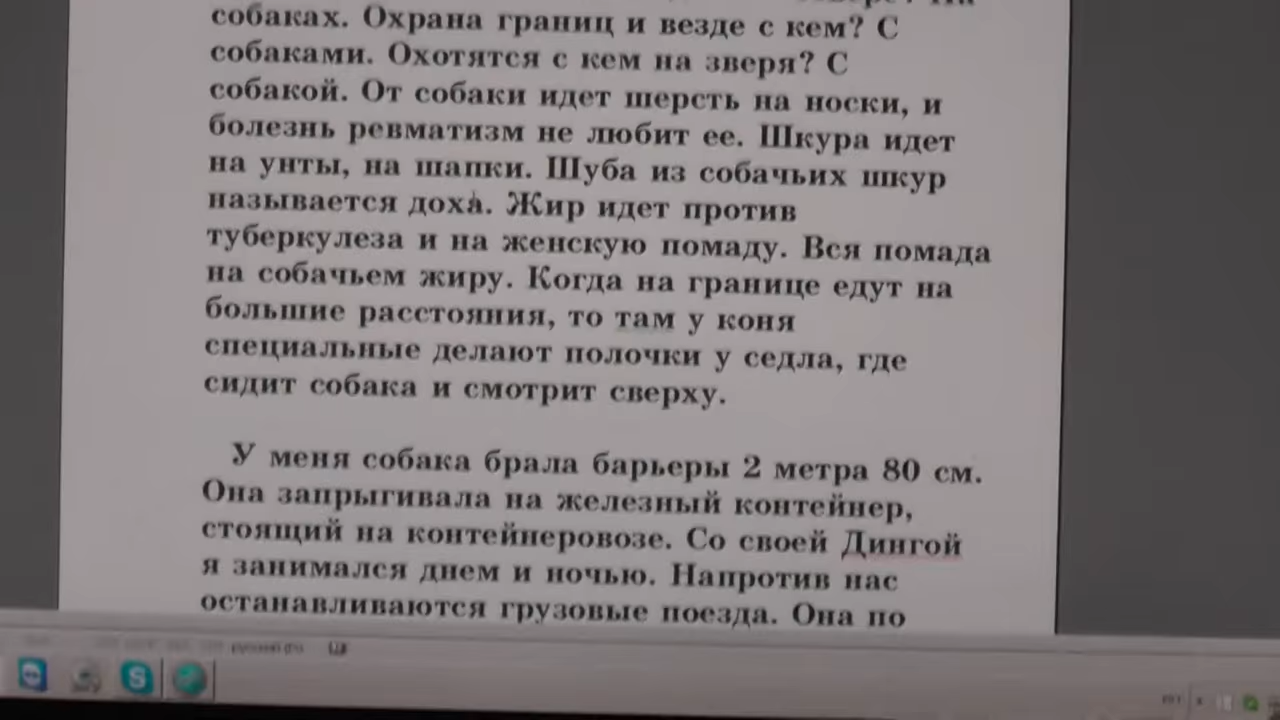 собаках. Охрана границ и везде с кем? С
собаками. Охотятся с кем на зверя? С
собакой. От собаки идет шерсть на носки, и
болезнь ревматизм не любит ее. Шкура идет
на унты, на шапки. Шуба из собачьих шкур
называется доха. Жир идет против
туберкулеза и на женскую помаду. Вся помада
на собачьем жиру. Когда на границе едут на
большие расстояния, то там у коня
специальные делают полочки у седла, где
сидит собака и смотрит сверху.
У меня собака брала барьеры 2 метра 80 см.
Она запрыгивала на железный контейнер,
стоящий на контейнеровозе. Со своей Дингой
я занимался днем и ночью. Напротив нас
останавливаются грузовые поезда. Она по